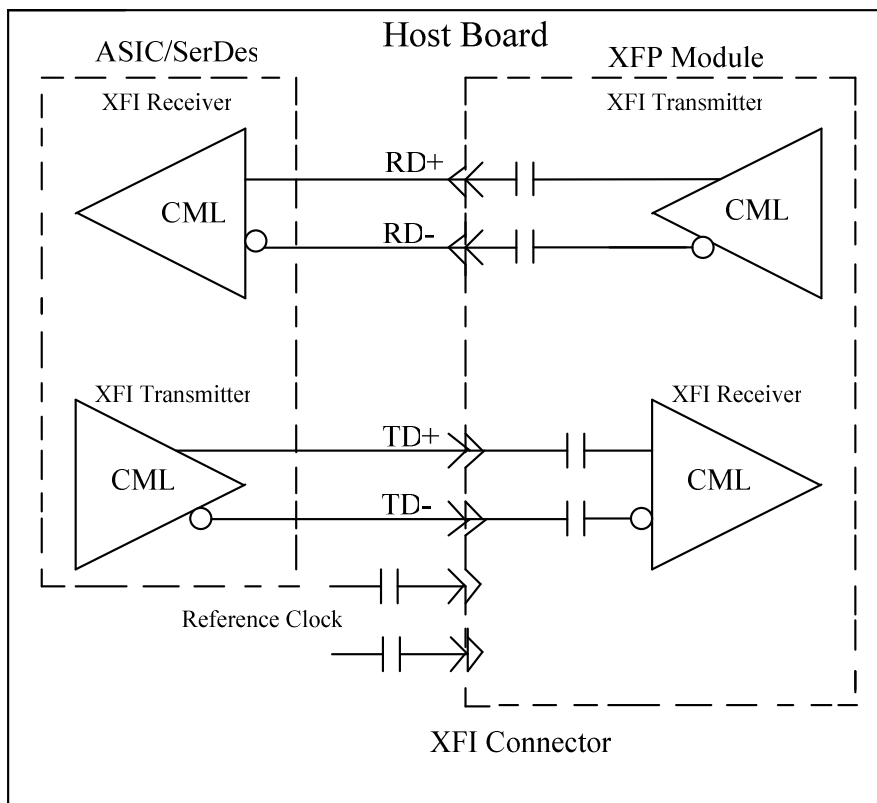 Host Board
ASIC/SerDes
XFP Module
XFI Receiver
XFI Transmitter
RD+
CML
CML
RD-
XFI Transmitter
XFI Receiver
TD+
CML
CML
TD-
Reference Clock
XFI Connector